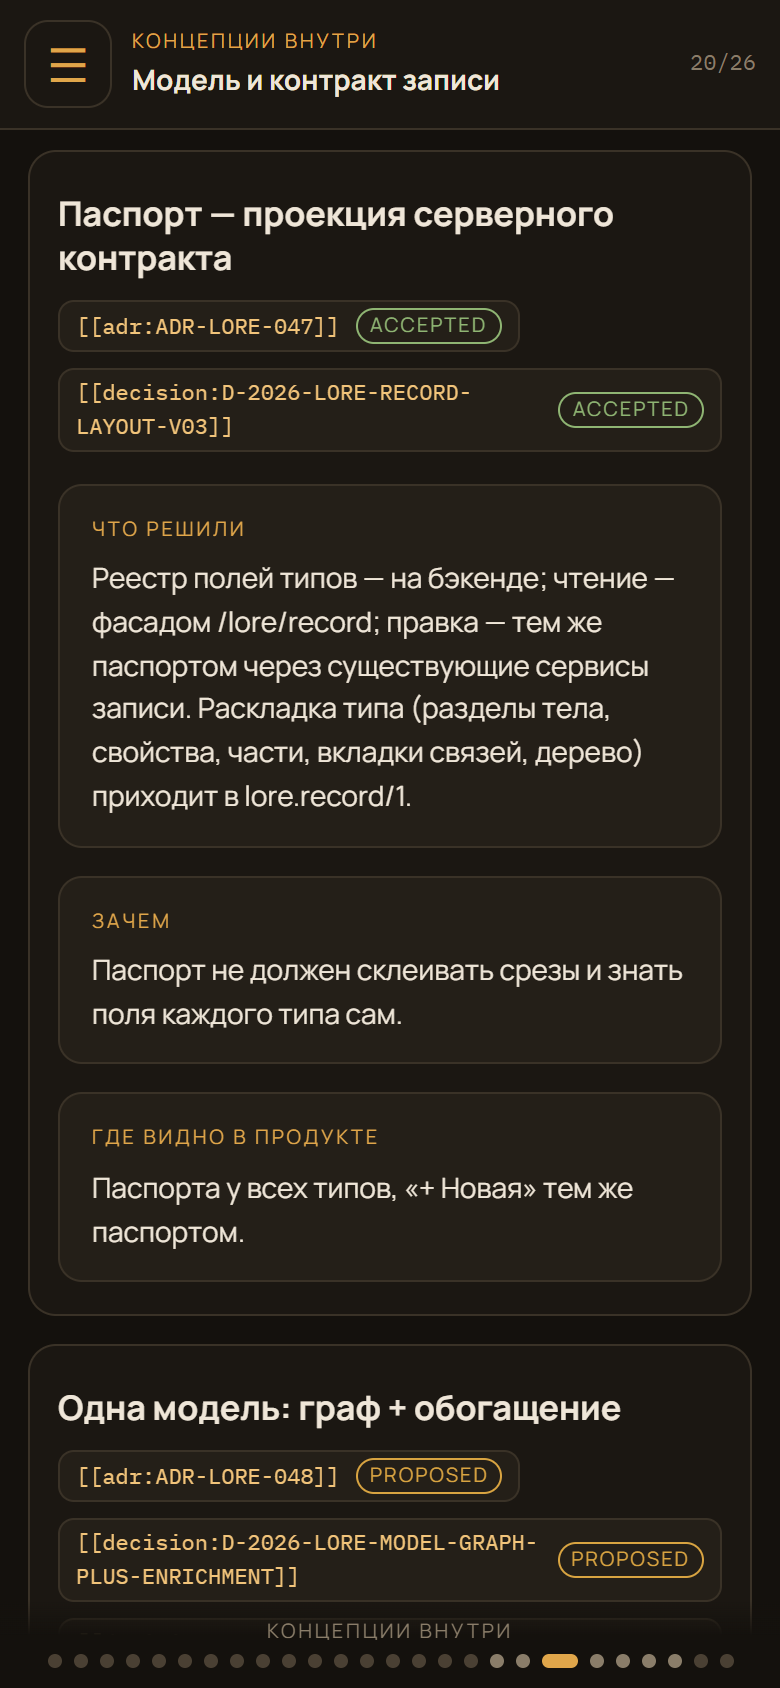 КОНЦЕПЦИИ ВНУТРИ
Модель и контракт записи
20/26
Паспорт — проекция серверного
контракта
[[adr:ADR-LORE-047]] ACCEPTED
[[decision:D-2026-LORE-RECORD-
LAYOUT-V03]] ACCEPTED
ЧТО РЕШИЛИ
Реестр полей типов — на бэкенде; чтение —
фасадом /lore/record; правка — тем же
паспортом через существующие сервисы
записи. Раскладка типа (разделы тела,
свойства, части, вкладки связей, дерево)
приходит в lore.record/1.
ЗАЧЕМ
Паспорт не должен склеивать срезы и знать
поля каждого типа сам.
ГДЕ ВИДНО В ПРОДУКТЕ
Паспорта у всех типов, «+ Новая» тем же
паспортом.
Одна модель: граф + обогащение
[[adr:ADR-LORE-048]] PROPOSED
[[decision:D-2026-LORE-MODEL-GRAPH-
PLUS-ENRICHMENT]] PROPOSED
КОНЦЕПЦИИ ВНУТРИ